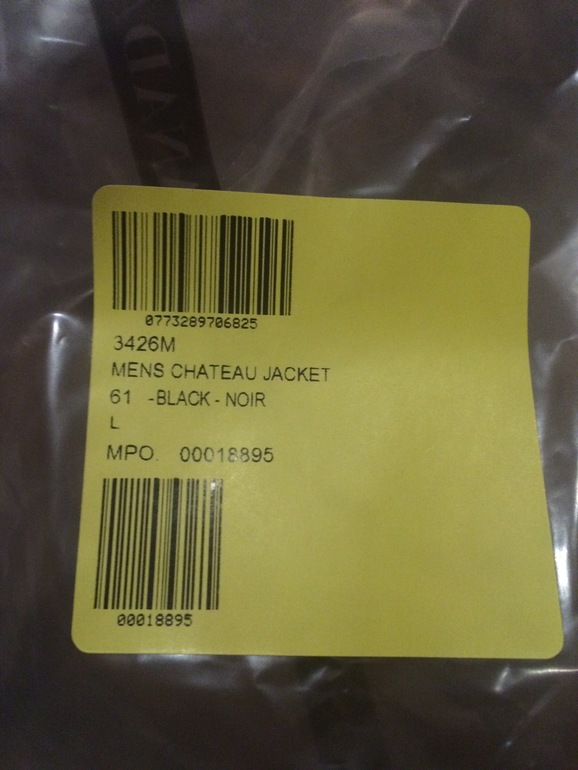 0773289706825
3426M
MENS CHATEAU JACKET
61 -BLACK - NOIR
L
MPO. 00018895
00018895